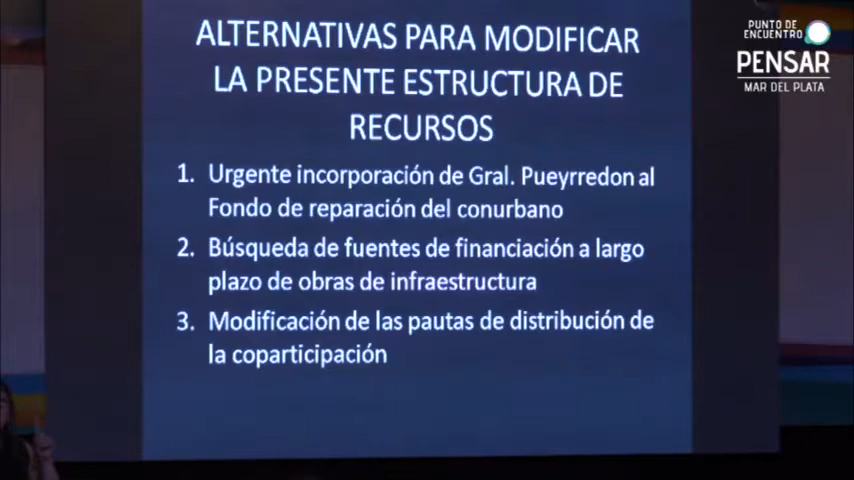 PUNTO DE
ENCUENTRO
PENSAR
MAR DEL PLATA
ALTERNATIVAS PARA MODIFICAR
LA PRESENTE ESTRUCTURA DE
RECURSOS
1. Urgente incorporación de Gral. Pueyrredon al
Fondo de reparación del conurbano
2. Búsqueda de fuentes de financiación a largo
plazo de obras de infraestructura
3. Modificación de las pautas de distribución de
la coparticipación